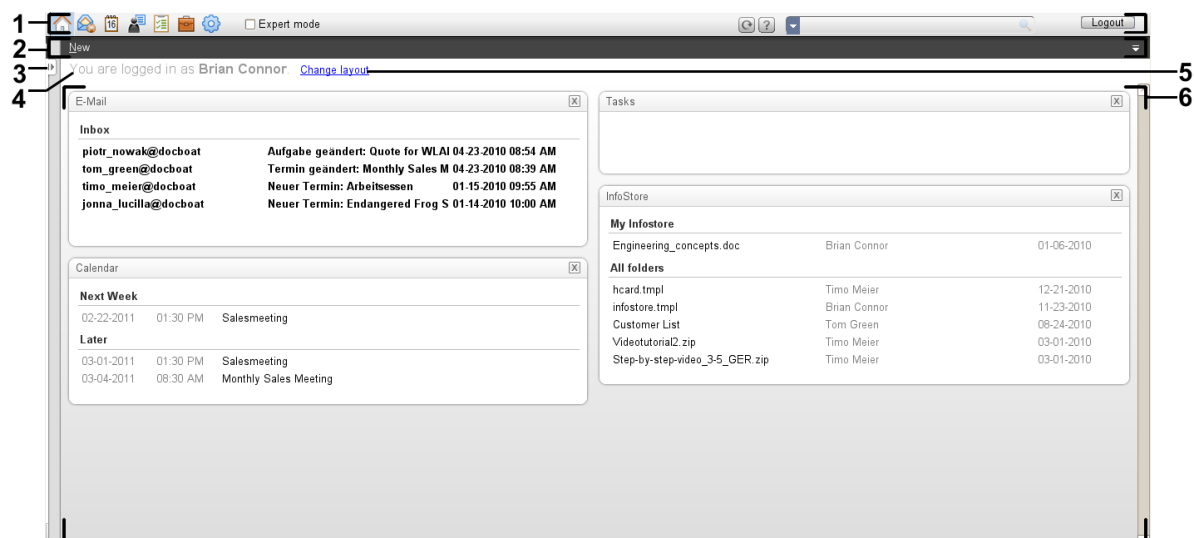 1
16
Expert mode
?
Logout
2
New
3
You are logged in as Brian Connor. Change layout
5
4
6
E-Mail X
Inbox
piotr_nowak@docboat Aufgabe geändert: Quote for WLAI 04-23-2010 08:54 AM
tom_green@docboat Termin geändert: Monthly Sales M 04-23-2010 08:39 AM
timo_meier@docboat Neuer Termin: Arbeitsessen 01-15-2010 09:55 AM
jonna_lucilla@docboat Neuer Termin: Endangered Frog S 01-14-2010 10:00 AM
Calendar X
Next Week
02-22-2011 01:30 PM Salesmeeting
Later
03-01-2011 01:30 PM Salesmeeting
03-04-2011 08:30 AM Monthly Sales Meeting
Tasks X
InfoStore X
My Infostore
Engineering_concepts.doc Brian Connor 01-06-2010
All folders
hcard.tmpl Timo Meier 12-21-2010
infostore.tmpl Brian Connor 11-23-2010
Customer List Tom Green 08-24-2010
Videotutorial2.zip Timo Meier 03-01-2010
Step-by-step-video_3-5_GER.zip Timo Meier 03-01-2010